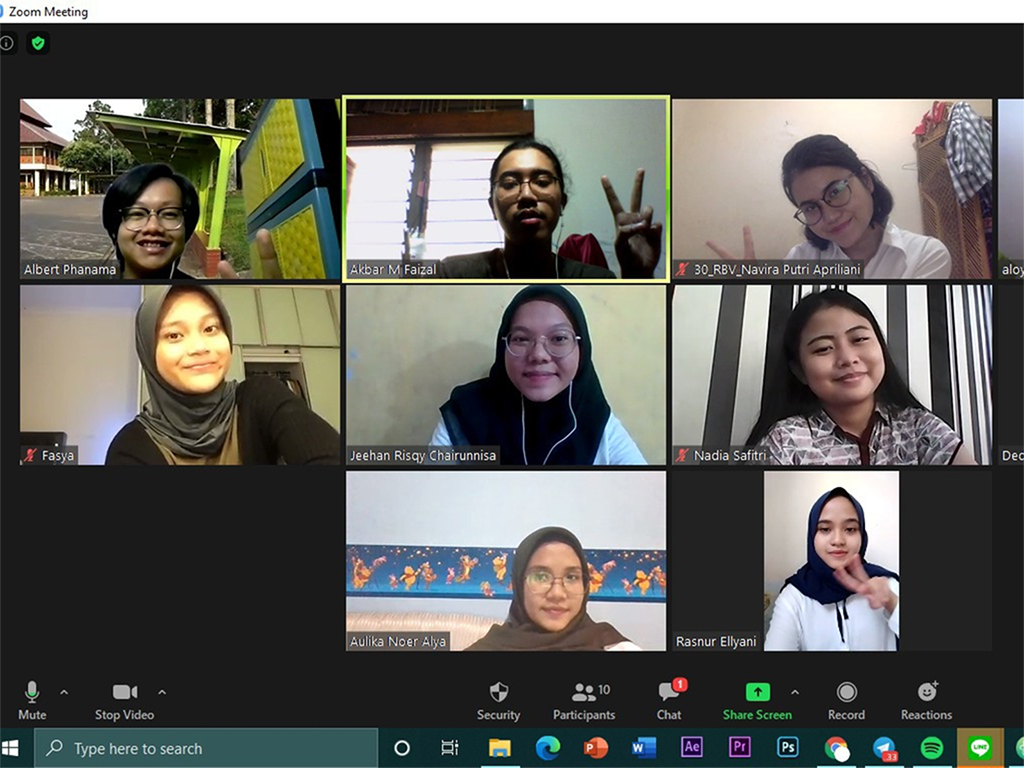 Zoom Meeting
Albert Phanama
Akbar M Faizal
30_RBV_Navira Putri Apriliani
aloy
Fasya
Jeehan Risqy Chairunnisa
Nadia Safitri
Dec
Aulika Noer Alya
Rasnur Ellyani
Mute
Stop Video
Security
10
Participants
1
Chat
Share Screen
Record
Reactions
Type here to search
P
W
Ae
Pr
Ps
33
LINE